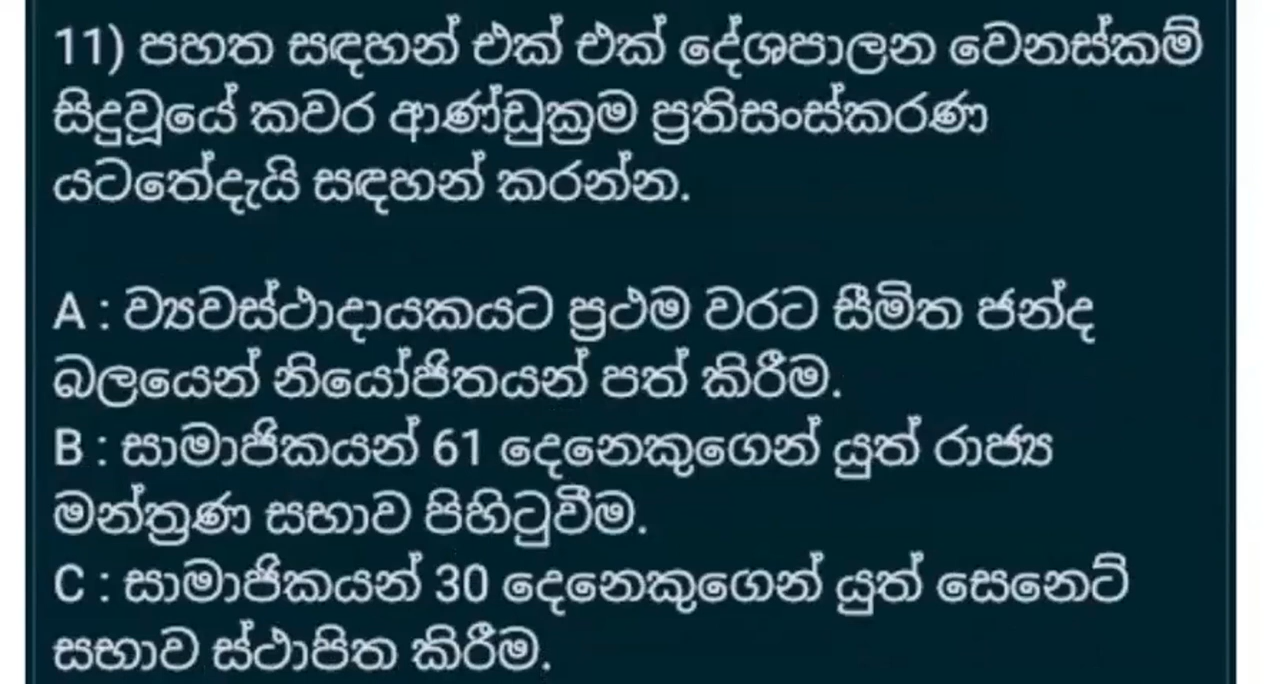 11) පහත සඳහන් එක් එක් දේශපාලන වෙනස්කම්
සිදුවූයේ කවර ආණ්ඩුක්‍රම ප්‍රතිසංස්කරණ
යටතේදැයි සඳහන් කරන්න.
A : ව්‍යවස්ථාදායකයට ප්‍රථම වරට සීමිත ඡන්ද
බලයෙන් නියෝජිතයන් පත් කිරීම.
B : සාමාජිකයන් 61 දෙනෙකුගෙන් යුත් රාජ්‍ය
මන්ත්‍රණ සභාව පිහිටුවීම.
C : සාමාජිකයන් 30 දෙනෙකුගෙන් යුත් සෙනෙට්
සභාව ස්ථාපිත කිරීම.